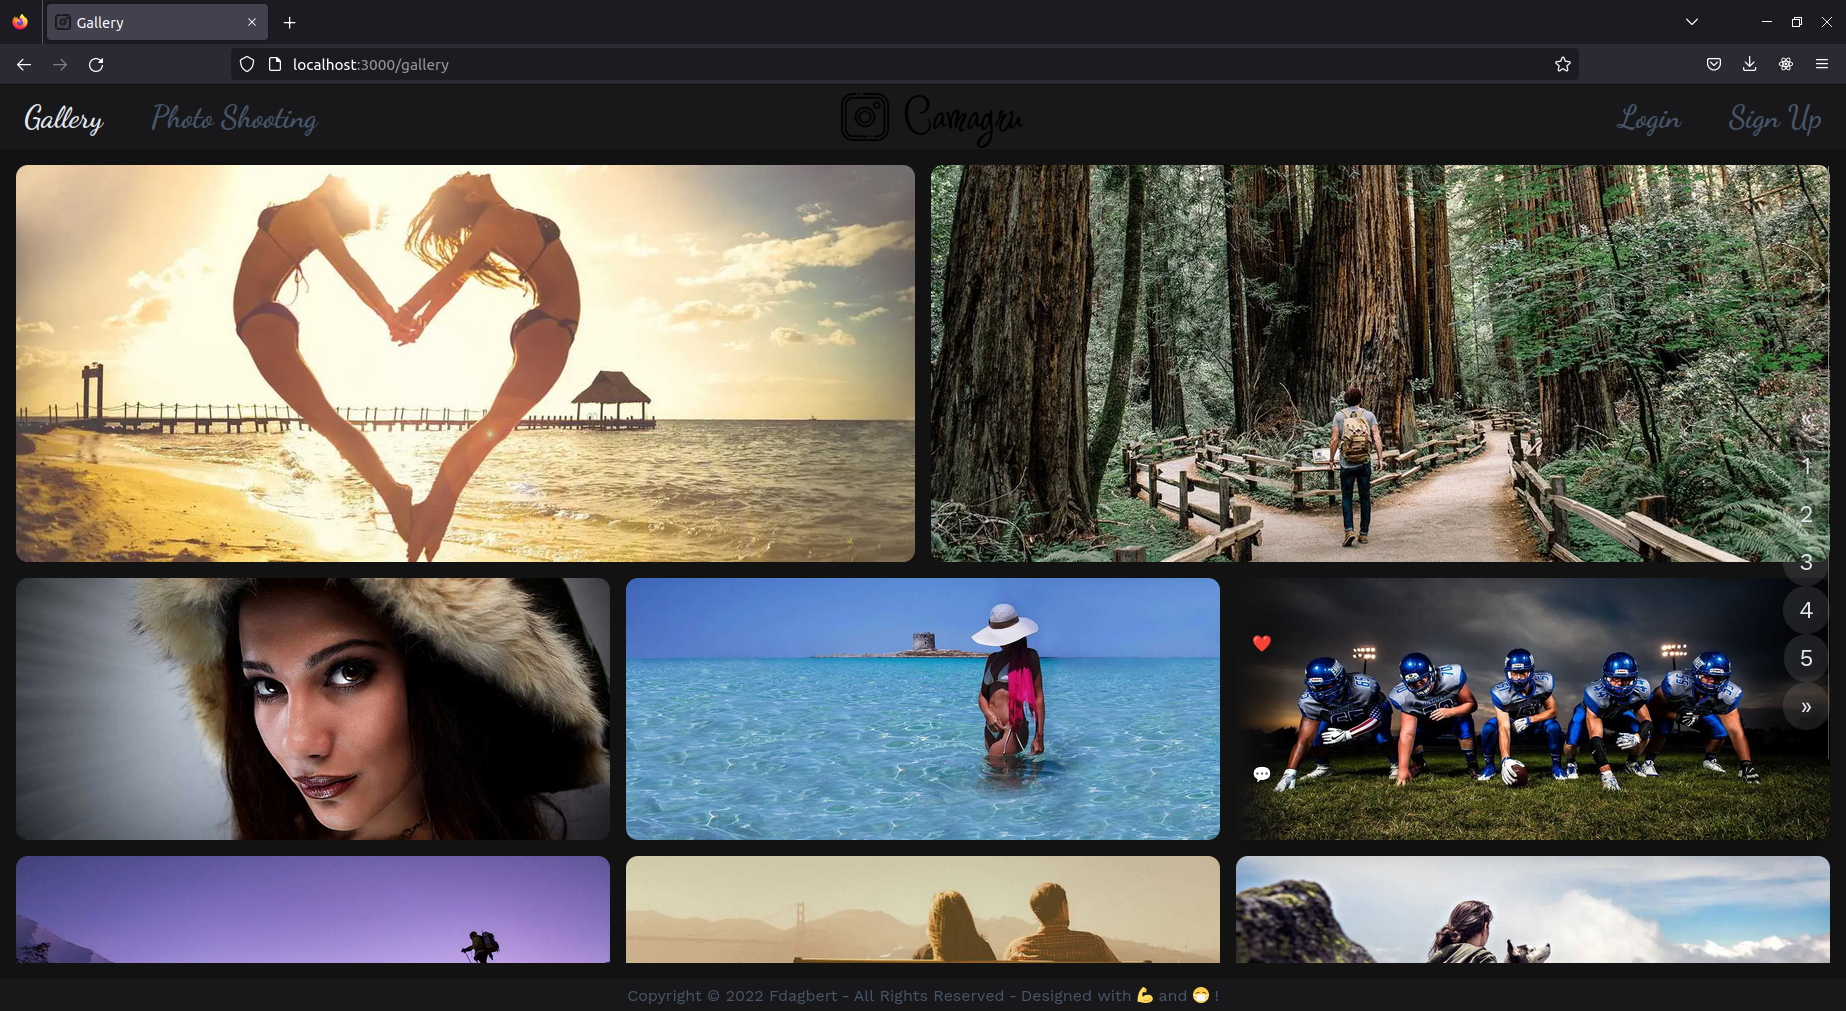 Gallery
localhost:3000/gallery
Gallery
Photo Shooting
Camagru
Login
Sign Up
«
1
2
3
4
5
»
Copyright © 2022 Fdagbert - All Rights Reserved - Designed with 💪 and 😷 !